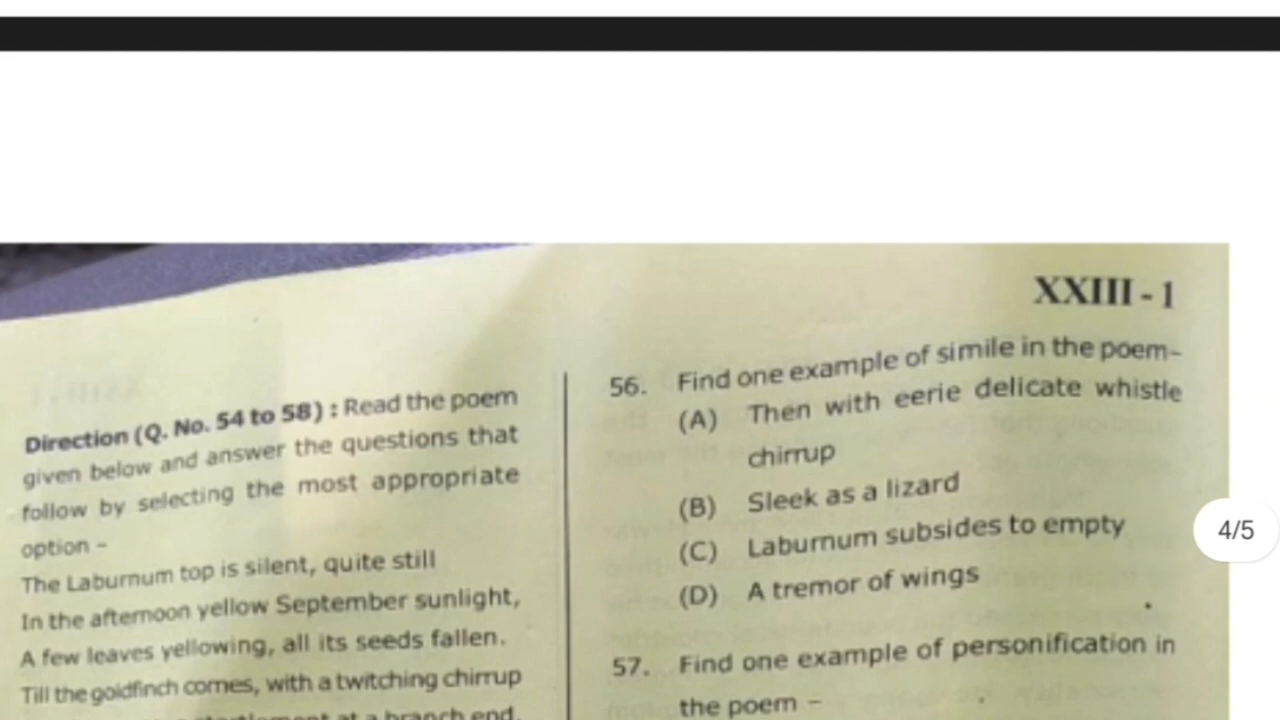 XXIII - 1
Direction (Q. No. 54 to 58) : Read the poem
given below and answer the questions that
follow by selecting the most appropriate
option –
The Laburnum top is silent, quite still
In the afternoon yellow September sunlight,
A few leaves yellowing, all its seeds fallen.
Till the goldfinch comes, with a twitching chirrup
at a branch end.
56. Find one example of simile in the poem–
(A) Then with eerie delicate whistle
chirrup
(B) Sleek as a lizard
(C) Laburnum subsides to empty
(D) A tremor of wings
57. Find one example of personification in
the poem –
4/5